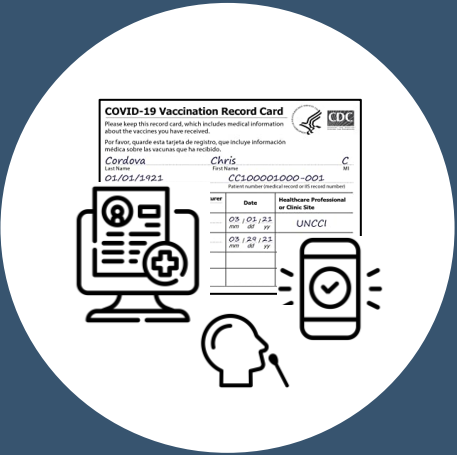 COVID-19 Vaccination Record Card
CDC
Please keep this record card, which includes medical information
about the vaccines you have received.
Por favor, guarde esta tarjeta de registro, que incluye información
médica sobre las vacunas que ha recibido.
Cordova Chris C
Last Name First Name MI
01/01/1921 CC100001000-001
Patient number (medical record or IIS record number)
urer Date Healthcare Professional
or Clinic Site
03 / 01 / 21 UNCCI
mm dd yy
03 / 29 / 21
mm dd yy